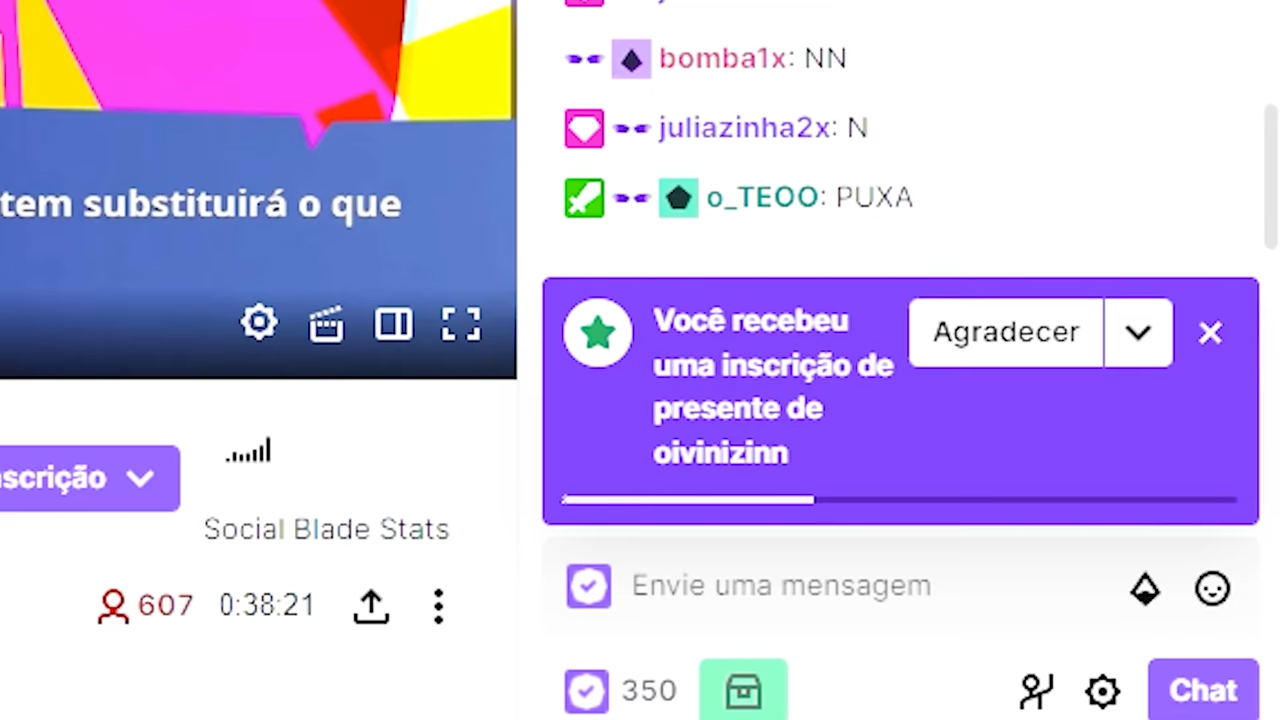 bomba1x: NN
juliazinha2x: N
o_TEOO: PUXA
tem substituirá o que
Você recebeu
uma inscrição de
presente de
oivinizinn
Agradecer
nscrição
Social Blade Stats
607 0:38:21
Envie uma mensagem
350
Chat